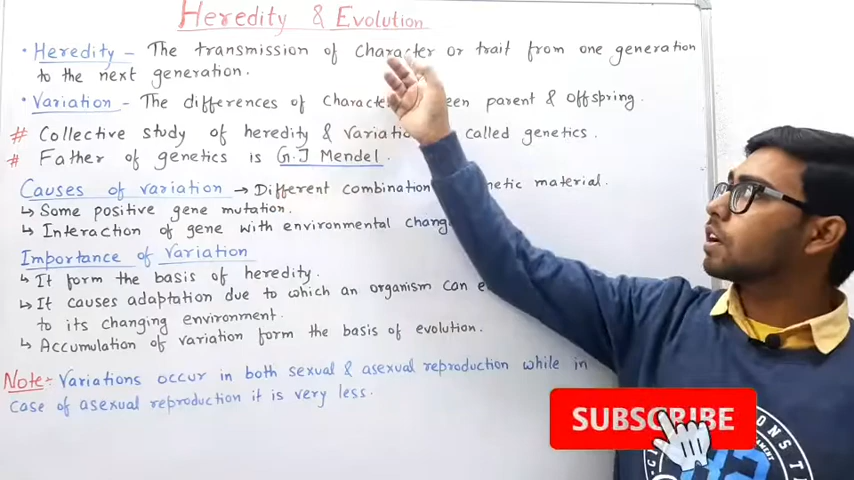 Heredity & Evolution
• Heredity - The transmission of character or trait from one generation
to the next generation.
• Variation - The differences of charact een parent & offspring.
# Collective study of heredity & variati called genetics.
# Father of genetics is G.J Mendel.
Causes of variation → Different combination netic material.
↳ Some positive gene mutation.
↳ Interaction of gene with environmental chang
Importance of Variation
↳ It form the basis of heredity.
↳ It causes adaptation due to which an organism can
to its changing environment.
↳ Accumulation of variation form the basis of evolution.
Note:- Variations occur in both sexual & asexual reproduction while in
case of asexual reproduction it is very less.
SUBSCRIBE